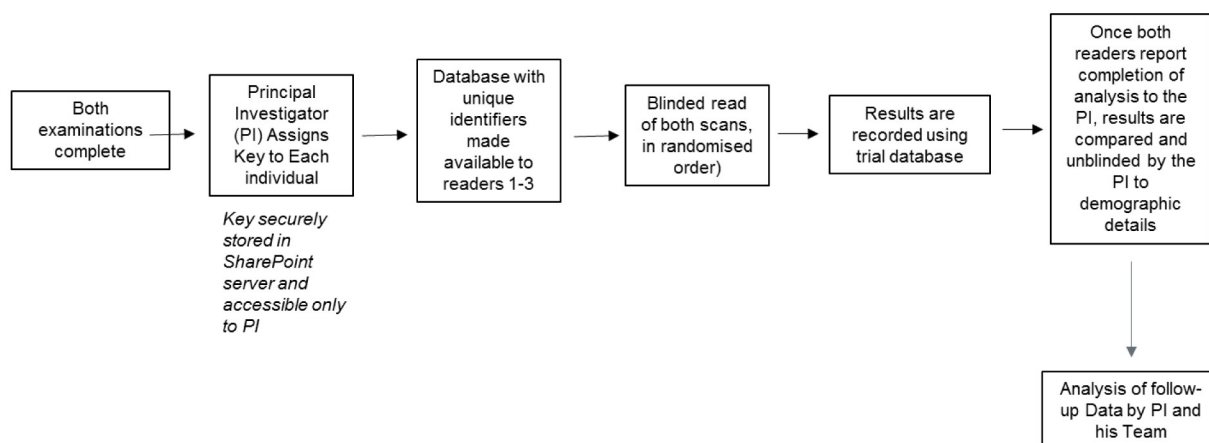 Both
examinations
complete
Principal
Investigator
(PI) Assigns
Key to Each
individual
Key securely
stored in
SharePoint
server and
accessible only
to PI
Database with
unique
identifiers
made
available to
readers 1-3
Blinded read
of both scans,
in randomised
order)
Results are
recorded using
trial database
Once both
readers report
completion of
analysis to the
PI, results are
compared and
unblinded by the
PI to
demographic
details
Analysis of follow-
up Data by PI and
his Team